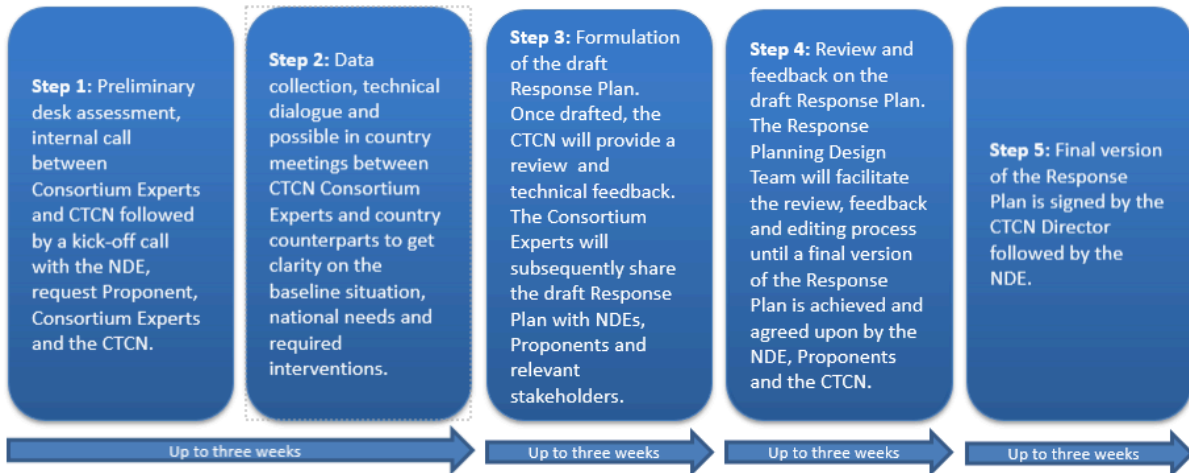 Step 1: Preliminary
desk assessment,
internal call
between
Consortium Experts
and CTCN followed
by a kick-off call
with the NDE,
request Proponent,
Consortium Experts
and the CTCN.
Step 2: Data
collection, technical
dialogue and
possible in country
meetings between
CTCN Consortium
Experts and country
counterparts to get
clarity on the
baseline situation,
national needs and
required
interventions.
Step 3: Formulation
of the draft
Response Plan.
Once drafted, the
CTCN will provide a
review and
technical feedback.
The Consortium
Experts will
subsequently share
the draft Response
Plan with NDEs,
Proponents and
relevant
stakeholders.
Step 4: Review and
feedback on the
draft Response Plan.
The Response
Planning Design
Team will facilitate
the review, feedback
and editing process
until a final version
of the Response
Plan is achieved and
agreed upon by the
NDE, Proponents
and the CTCN.
Step 5: Final version
of the Response
Plan is signed by the
CTCN Director
followed by the
NDE.
Up to three weeks
Up to three weeks
Up to three weeks
Up to three weeks